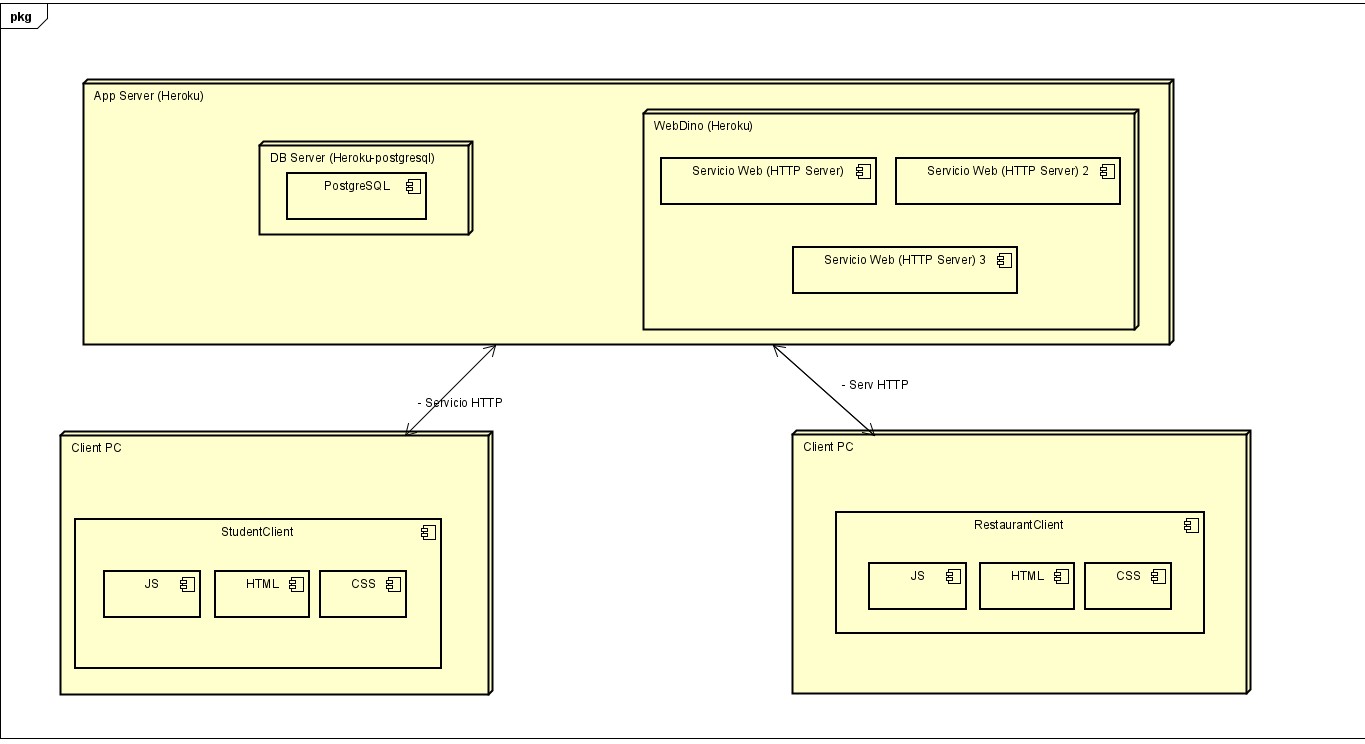 pkg
App Server (Heroku)
WebDino (Heroku)
DB Server (Heroku-postgresql)
PostgreSQL
Servicio Web (HTTP Server)
Servicio Web (HTTP Server) 2
Servicio Web (HTTP Server) 3
- Servicio HTTP
- Serv HTTP
Client PC
StudentClient
JS
HTML
CSS
Client PC
RestaurantClient
JS
HTML
CSS